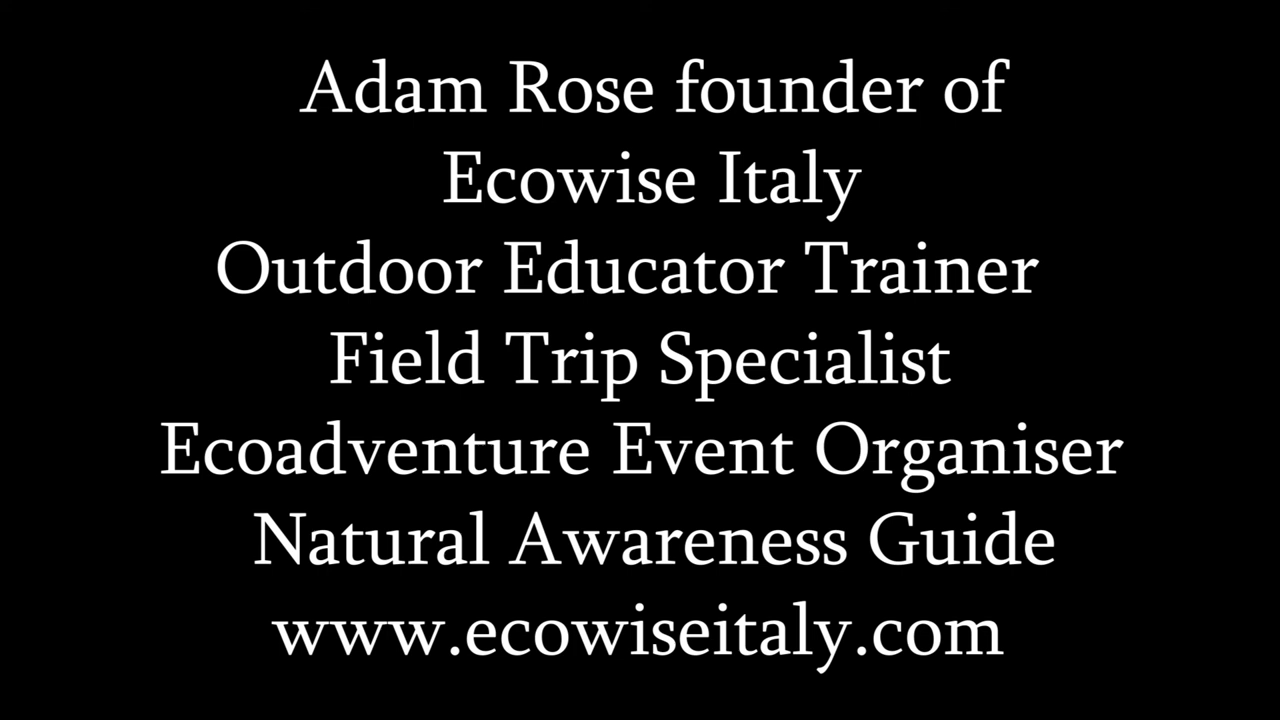 Adam Rose founder of
Ecowise Italy
Outdoor Educator Trainer
Field Trip Specialist
Ecoadventure Event Organiser
Natural Awareness Guide
www.ecowiseitaly.com